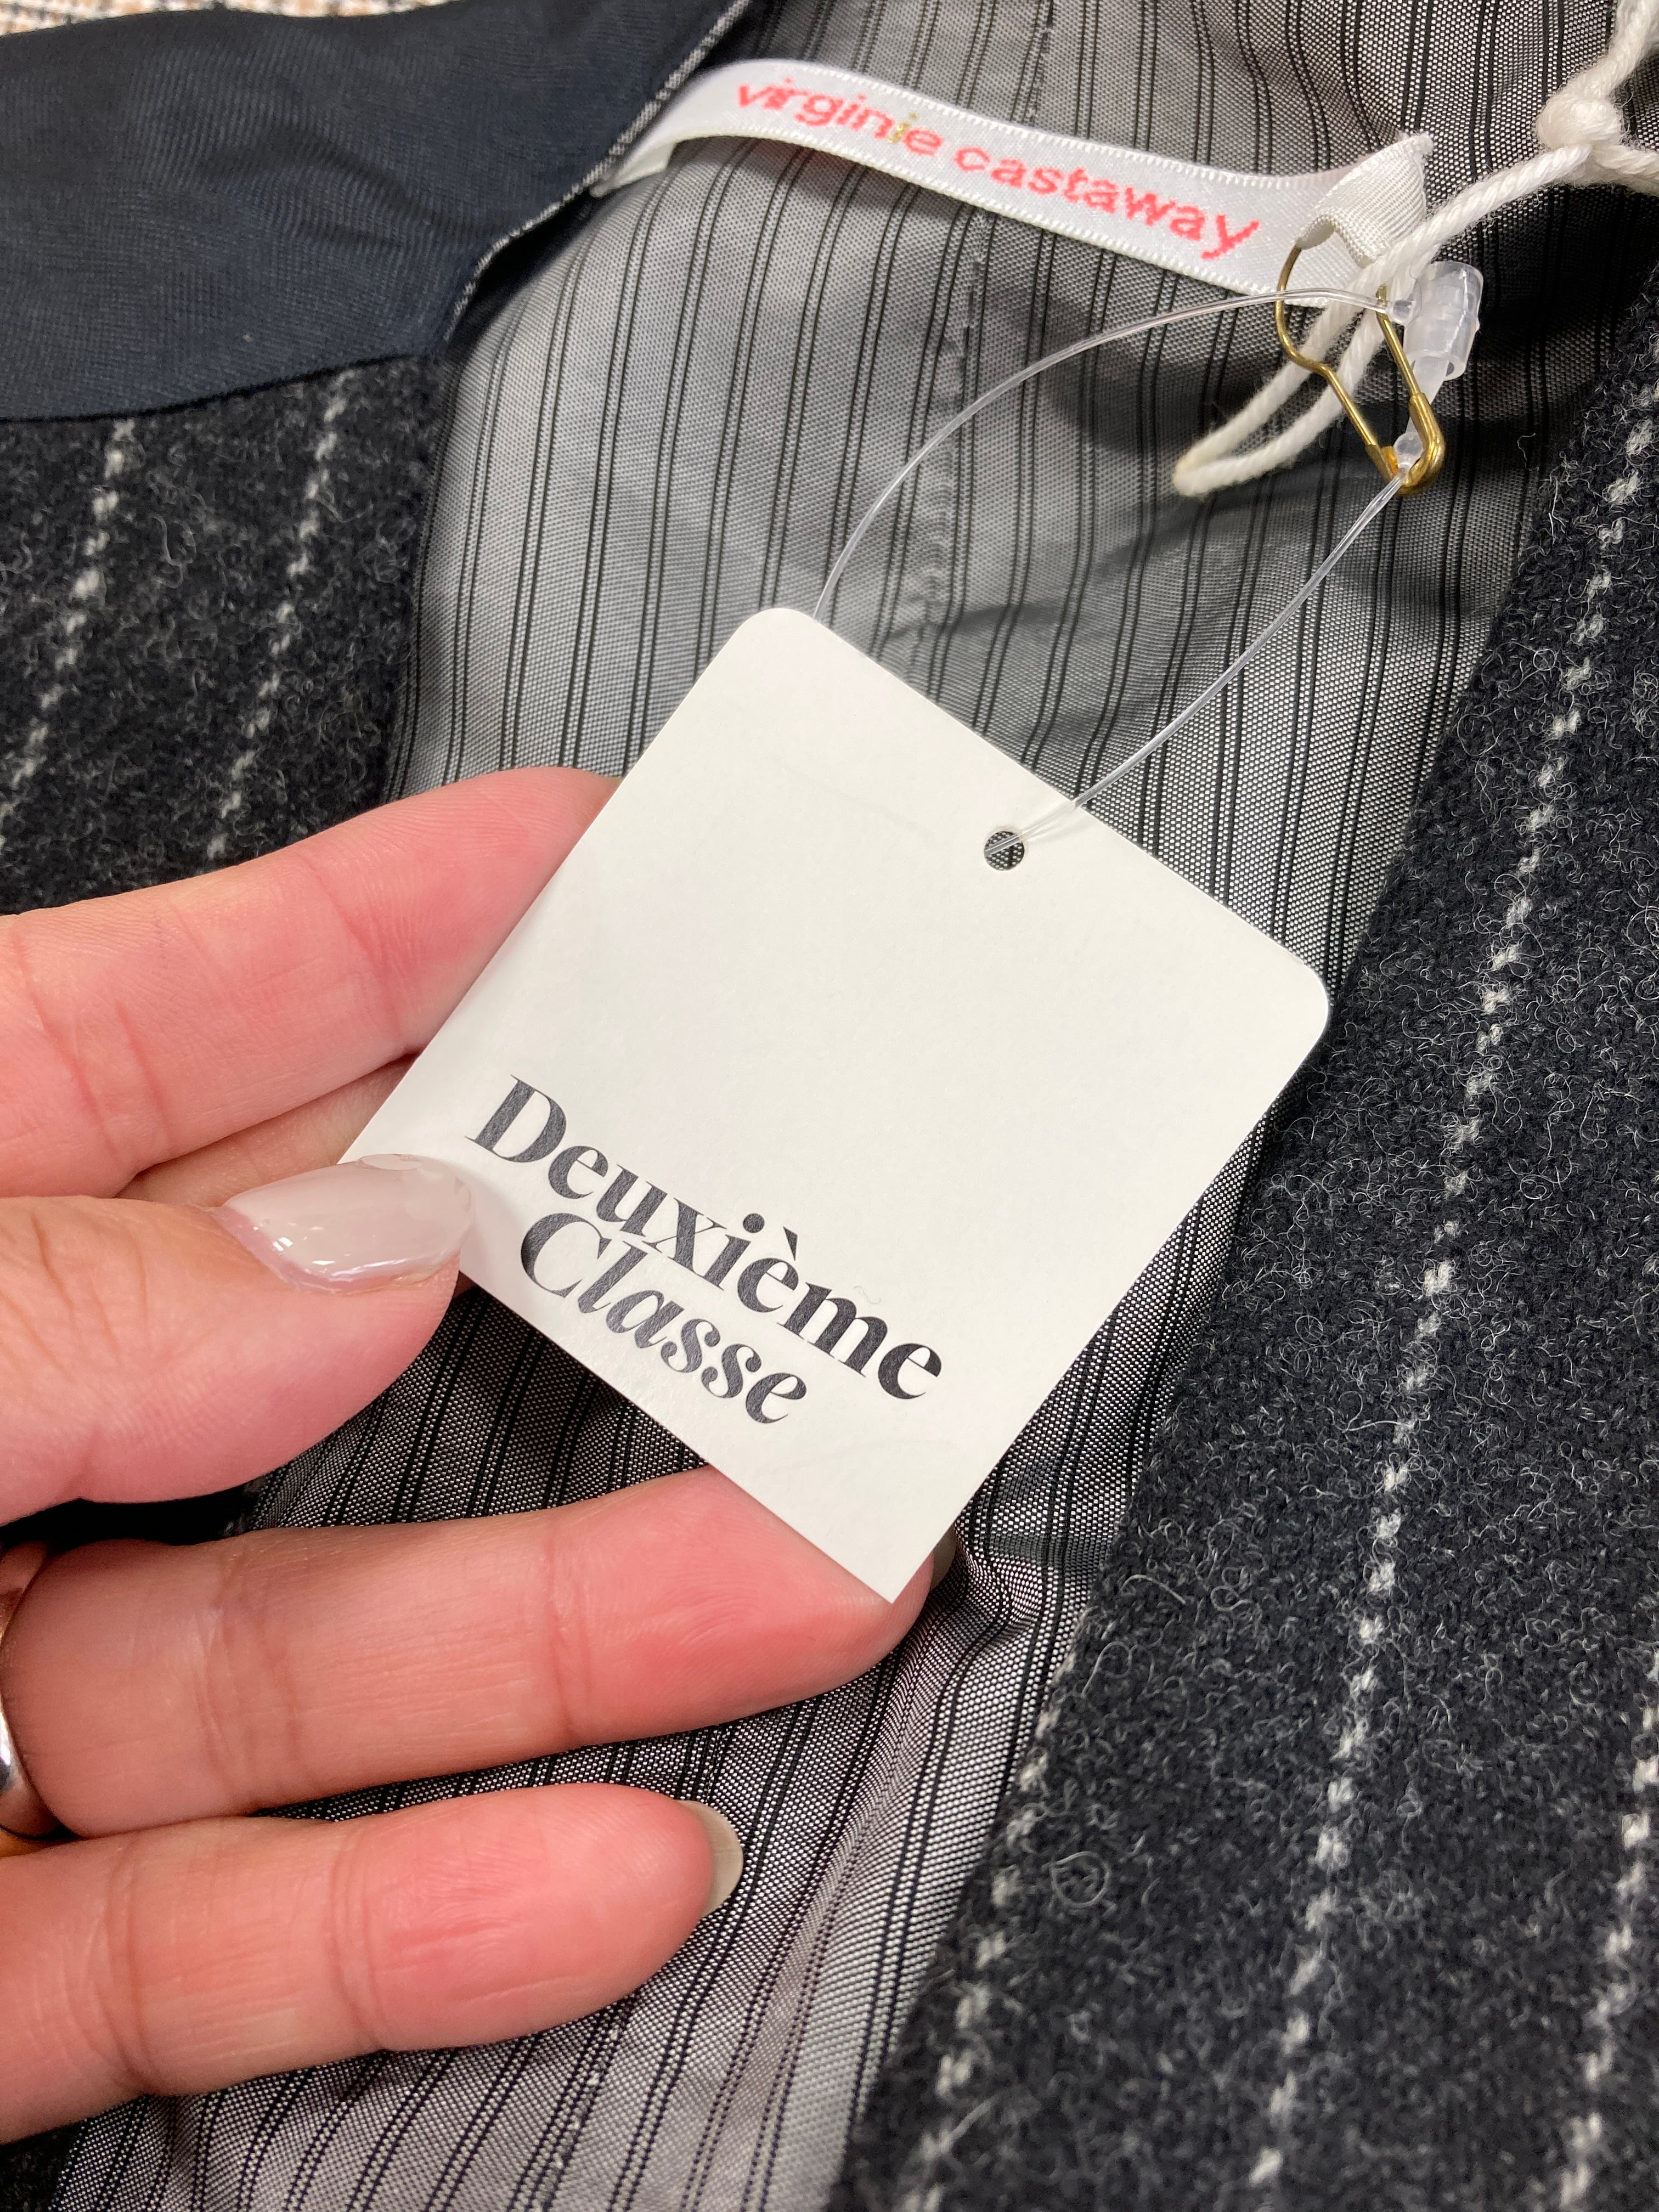 virginie castaway
Deuxième
Classe